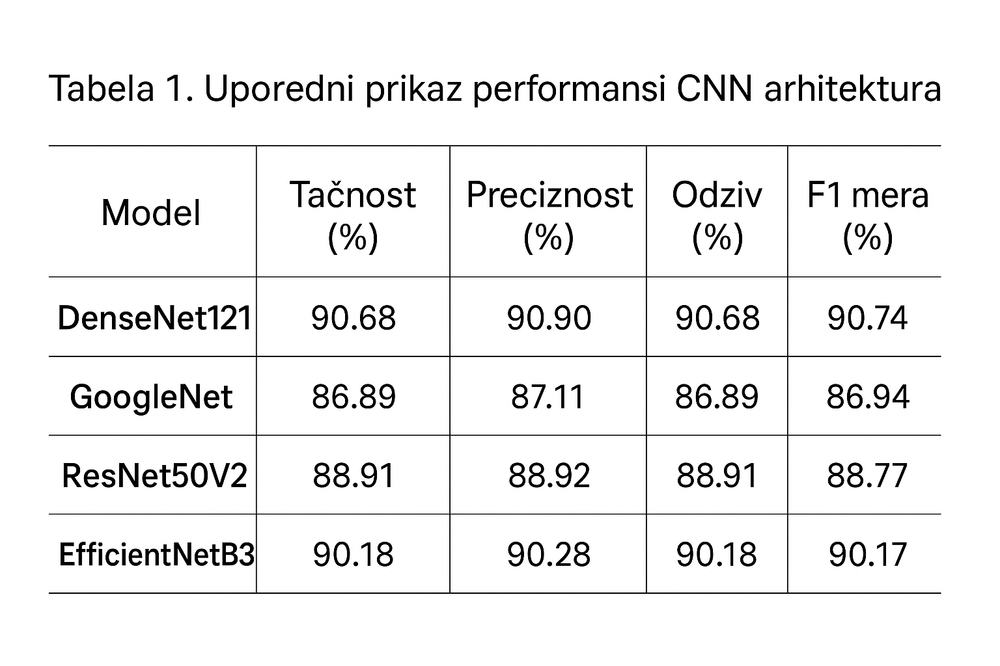 Tabela 1. Uporedni prikaz performansi CNN arhitektura
Model Tačnost (%) Preciznost (%) Odziv (%) F1 mera (%)
DenseNet121 90.68 90.90 90.68 90.74
GoogleNet 86.89 87.11 86.89 86.94
ResNet50V2 88.91 88.92 88.91 88.77
EfficientNetB3 90.18 90.28 90.18 90.17